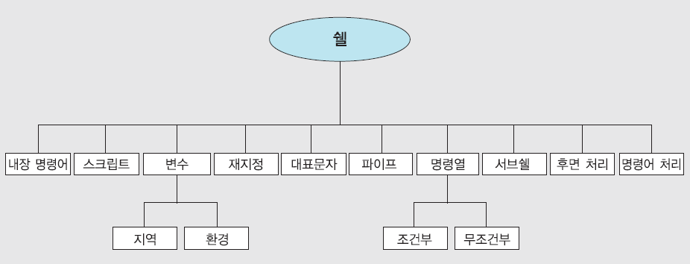 쉘
내장 명령어
스크립트
변수
재지정
대표문자
파이프
명령열
서브쉘
후면 처리
명령어 처리
지역
환경
조건부
무조건부